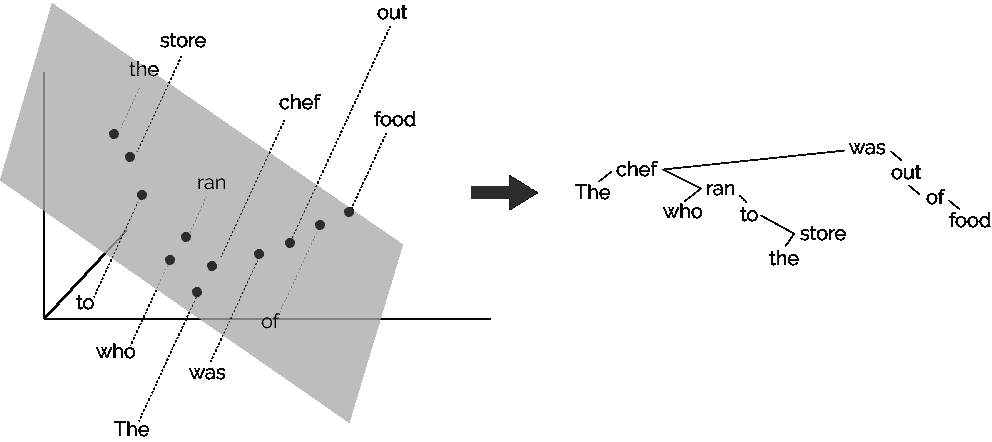 out
store
the
chef
food
ran
to
of
who
was
The
was
chef
out
The
ran
of
who
to
food
store
the